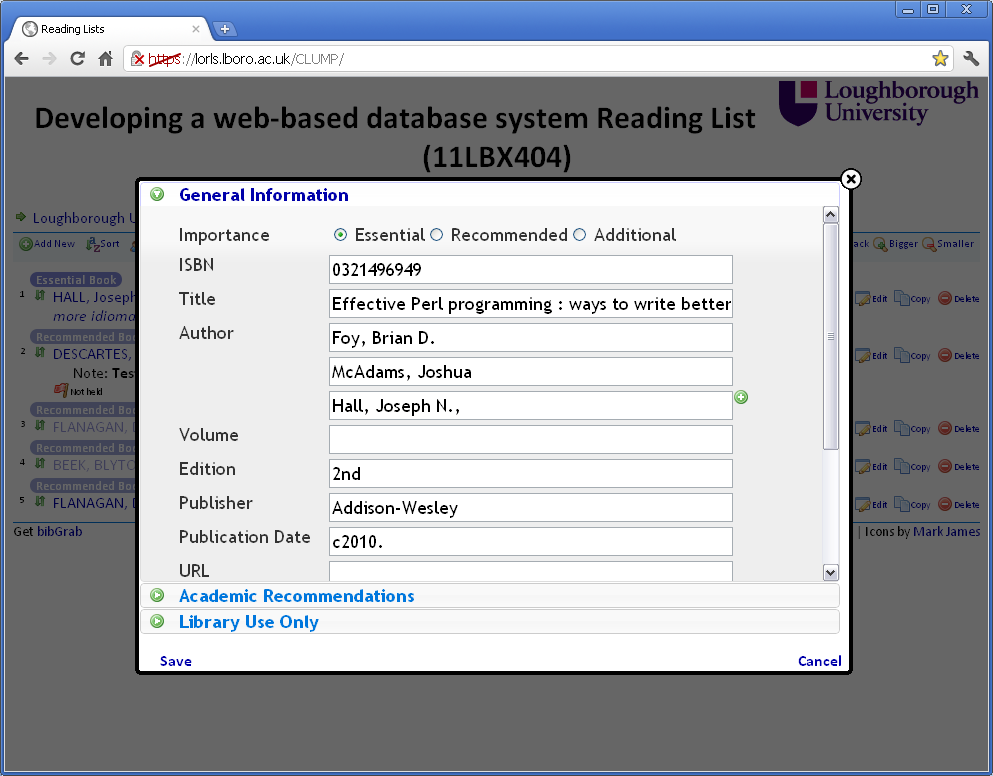 Reading Lists
https://lorls.lboro.ac.uk/CLUMP/
Loughborough
University
Developing a web-based database system Reading List
(11LBX404)
Loughborough U
Add New Sort
ack Bigger Smaller
General Information
Importance Essential Recommended Additional
ISBN 0321496949
Title Effective Perl programming : ways to write better
Author Foy, Brian D.
McAdams, Joshua
Hall, Joseph N.,
Volume
Edition 2nd
Publisher Addison-Wesley
Publication Date c2010.
URL
Academic Recommendations
Library Use Only
Save Cancel
Essential Book
1 HALL, Joseph Edit Copy Delete
more idioma
Recommended Boo
2 DESCARTES, Edit Copy Delete
Note: Tes
Not held
Recommended Boo
3 FLANAGAN, D Edit Copy Delete
Recommended Boo
4 BEEK, BLYTO Edit Copy Delete
Recommended Boo
5 FLANAGAN, D Edit Copy Delete
Get bibGrab | Icons by Mark James